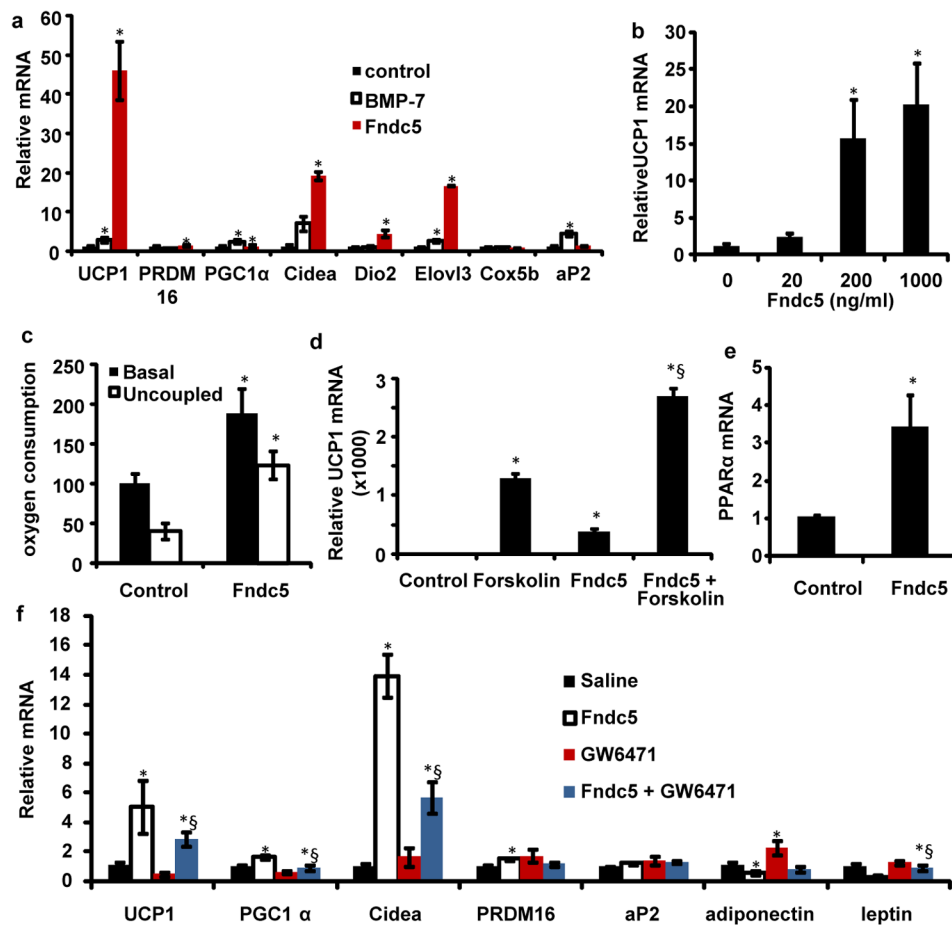 a
Relative mRNA
60
50
40
30
20
10
0
* * * * * * * * * *
control
BMP-7
Fndc5
UCP1 PRDM 16 PGC1α Cidea Dio2 Elovl3 Cox5b aP2
b
RelativeUCP1 mRNA
30
25
20
15
10
5
0
* *
0 20 200 1000
Fndc5 (ng/ml)
c
oxygen consumption
250
200
150
100
50
0
Basal
Uncoupled
* *
Control Fndc5
d
Relative UCP1 mRNA
(x1000)
3
2
1
0
* * *§
Control Forskolin Fndc5 Fndc5 +
Forskolin
e
PPARα mRNA
5
4
3
2
1
0
*
Control Fndc5
f
Relative mRNA
18
16
14
12
10
8
6
4
2
0
* *§ * *§ * *§ * * * *§
Saline
Fndc5
GW6471
Fndc5 + GW6471
UCP1 PGC1 α Cidea PRDM16 aP2 adiponectin leptin